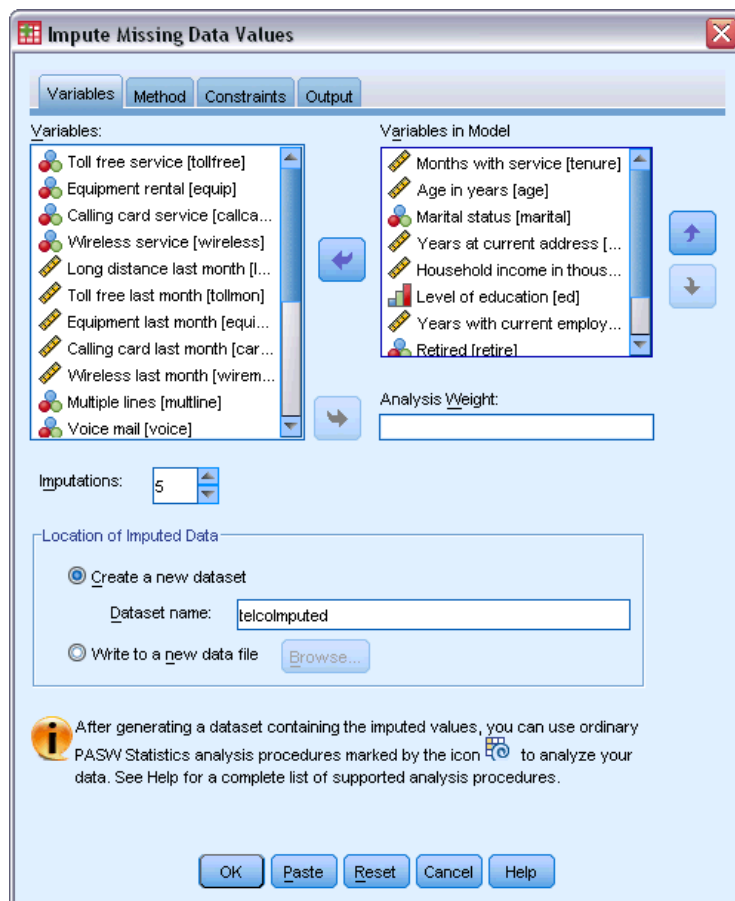 Impute Missing Data Values
Variables Method Constraints Output
Variables:
Toll free service [tollfree]
Equipment rental [equip]
Calling card service [callca...
Wireless service [wireless]
Long distance last month [l...
Toll free last month [tollmon]
Equipment last month [equi...
Calling card last month [car...
Wireless last month [wirem...
Multiple lines [multline]
Voice mail [voice]
Variables in Model
Months with service [tenure]
Age in years [age]
Marital status [marital]
Years at current address [...
Household income in thous...
Level of education [ed]
Years with current employ...
Retired [retire]
Analysis Weight:
Imputations: 5
Location of Imputed Data
Create a new dataset
Dataset name: telcoImputed
Write to a new data file Browse...
After generating a dataset containing the imputed values, you can use ordinary
PASW Statistics analysis procedures marked by the icon to analyze your
data. See Help for a complete list of supported analysis procedures.
OK Paste Reset Cancel Help